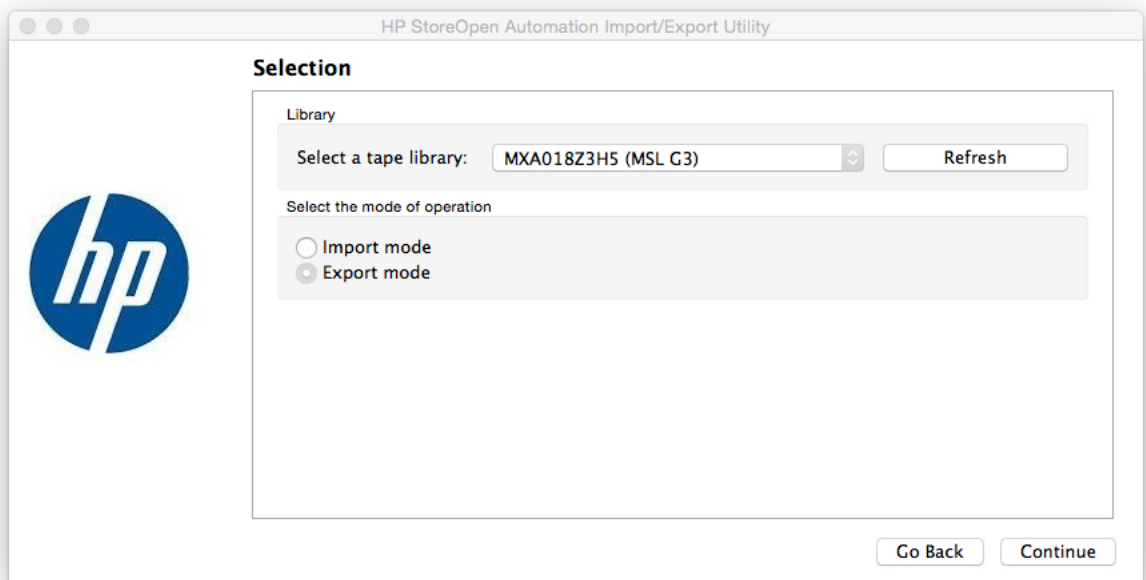 HP StoreOpen Automation Import/Export Utility
Selection
Library
Select a tape library: MXA018Z3H5 (MSL G3) Refresh
Select the mode of operation
Import mode
Export mode
hp
Go Back Continue